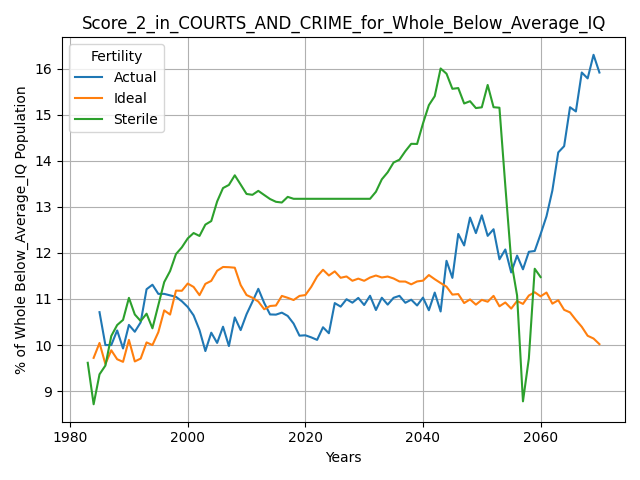 Score_2_in_COURTS_AND_CRIME_for_Whole_Below_Average_IQ
Fertility
Actual
Ideal
Sterile
% of Whole Below_Average_IQ Population
16
15
14
13
12
11
10
9
1980 2000 2020 2040 2060
Years